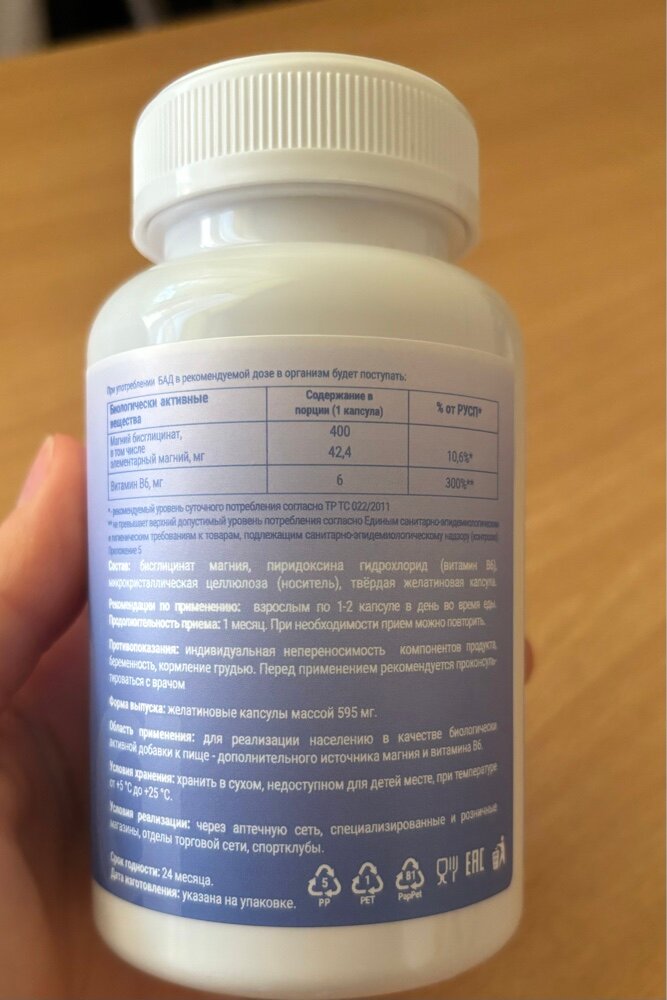 При употреблении БАД в рекомендуемой дозе в организм будет поступать:
Биологически активные вещества
Содержание в порции (1 капсула)
% от РУСП*
Магний бисглицинат, 400
в том числе
элементарный магний, мг 42,4 10,6%*
Витамин В6, мг 6 300%**
* - рекомендуемый уровень суточного потребления согласно ТР ТС 022/2011
** не превышает верхний допустимый уровень потребления согласно Единым санитарно-эпидемиологическим
и гигиеническим требованиям к товарам, подлежащим санитарно-эпидемиологическому надзору (контролю)
Приложение 5
Состав: бисглицинат магния, пиридоксина гидрохлорид (витамин В6),
микрокристаллическая целлюлоза (носитель), твёрдая желатиновая капсула.
Рекомендации по применению: взрослым по 1-2 капсуле в день во время еды.
Продолжительность приема: 1 месяц. При необходимости прием можно повторить.
Противопоказания: индивидуальная непереносимость компонентов продукта,
беременность, кормление грудью. Перед применением рекомендуется проконсуль-
тироваться с врачом
Форма выпуска: желатиновые капсулы массой 595 мг.
Область применения: для реализации населению в качестве биологически
активной добавки к пище - дополнительного источника магния и витамина В6.
Условия хранения: хранить в сухом, недоступном для детей месте, при температуре
от +5 °С до +25 °С.
Условия реализации: через аптечную сеть, специализированные и розничные
магазины, отделы торговой сети, спортклубы.
Срок годности: 24 месяца.
Дата изготовления: указана на упаковке.
5 PP
1 PET
81 PapPet
EAC